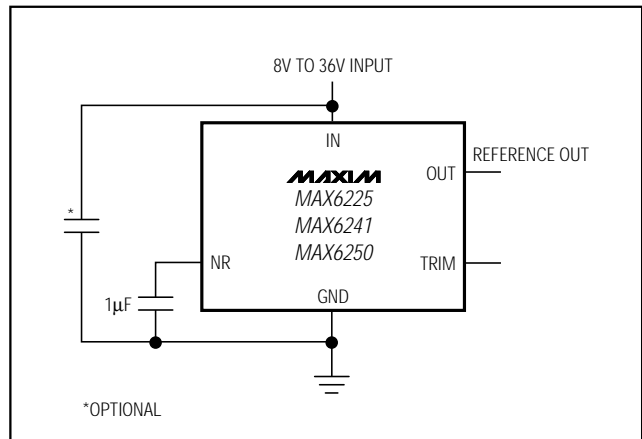 8V TO 36V INPUT
IN
REFERENCE OUT
OUT
MAXIM
MAX6225
MAX6241
MAX6250
*
NR
TRIM
1μF
GND
*OPTIONAL